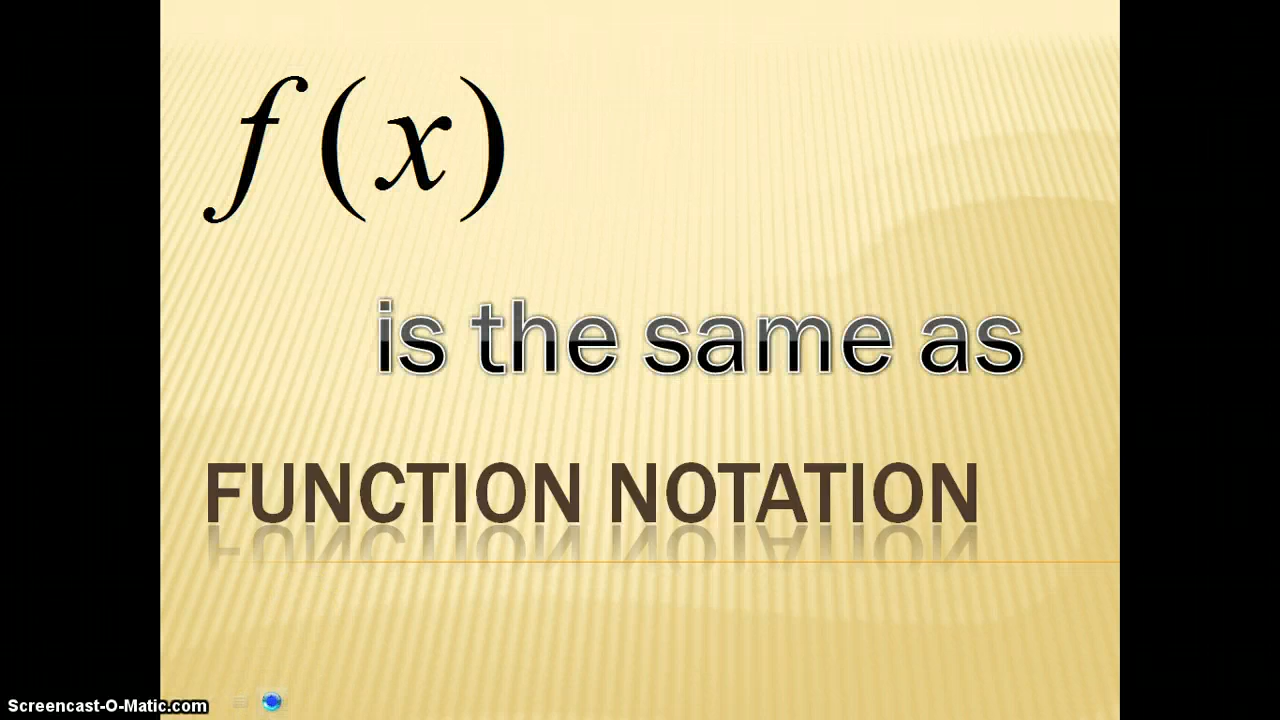 f(x)
is the same as
FUNCTION NOTATION
Screencast-O-Matic.com